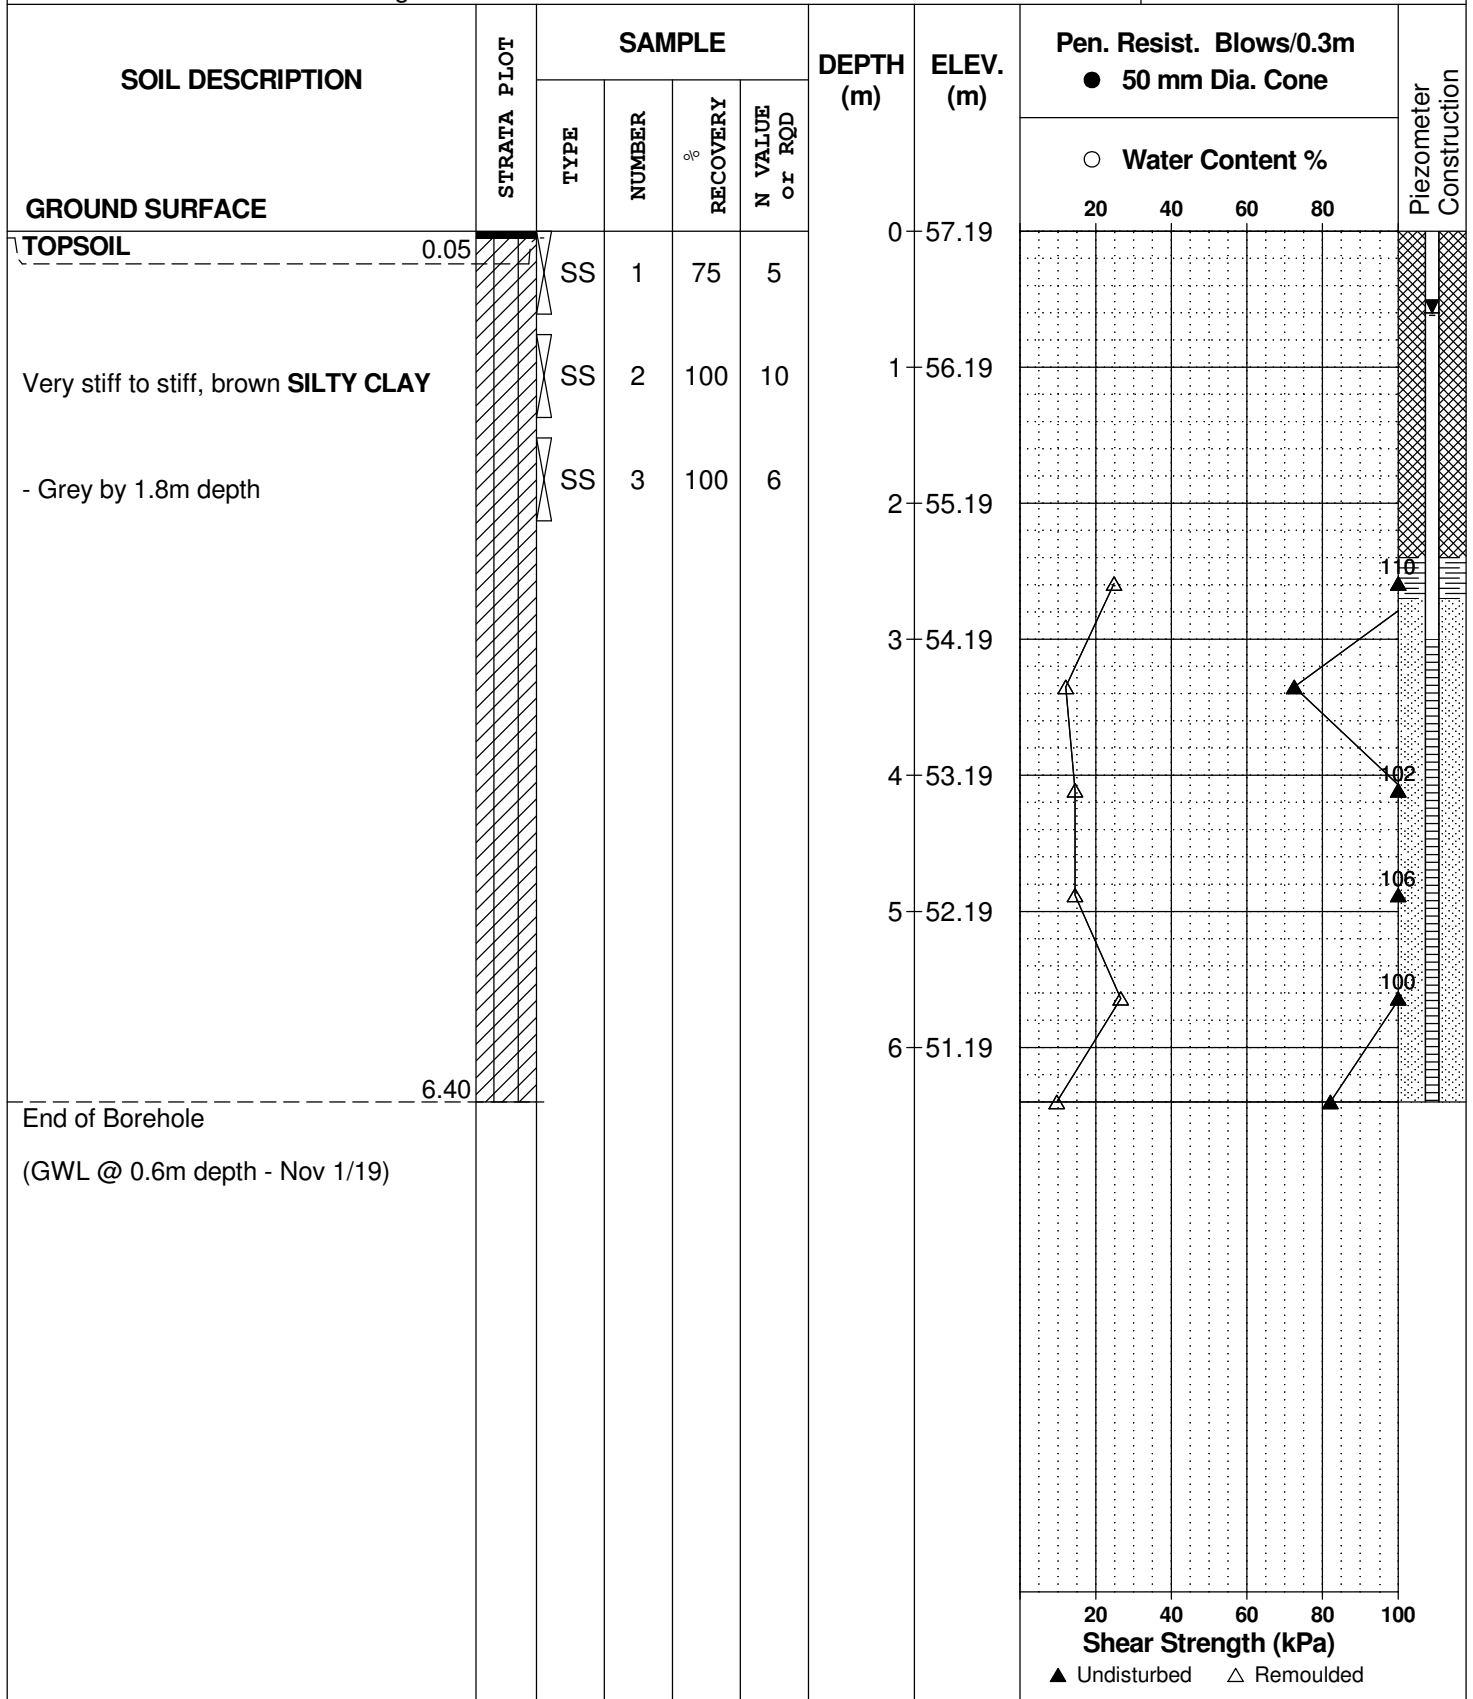 SOIL DESCRIPTION
GROUND SURFACE
STRATA PLOT
SAMPLE
TYPE
NUMBER
% RECOVERY
N VALUE or RQD
DEPTH (m)
ELEV. (m)
Pen. Resist. Blows/0.3m
● 50 mm Dia. Cone
○ Water Content %
20 40 60 80
Piezometer Construction
TOPSOIL 0.05
0 57.19
SS 1 75 5
Very stiff to stiff, brown SILTY CLAY
SS 2 100 10
1 56.19
- Grey by 1.8m depth
SS 3 100 6
2 55.19
110
3 54.19
4 53.19
102
106
5 52.19
100
6 51.19
6.40
End of Borehole
(GWL @ 0.6m depth - Nov 1/19)
20 40 60 80 100
Shear Strength (kPa)
▲ Undisturbed △ Remoulded